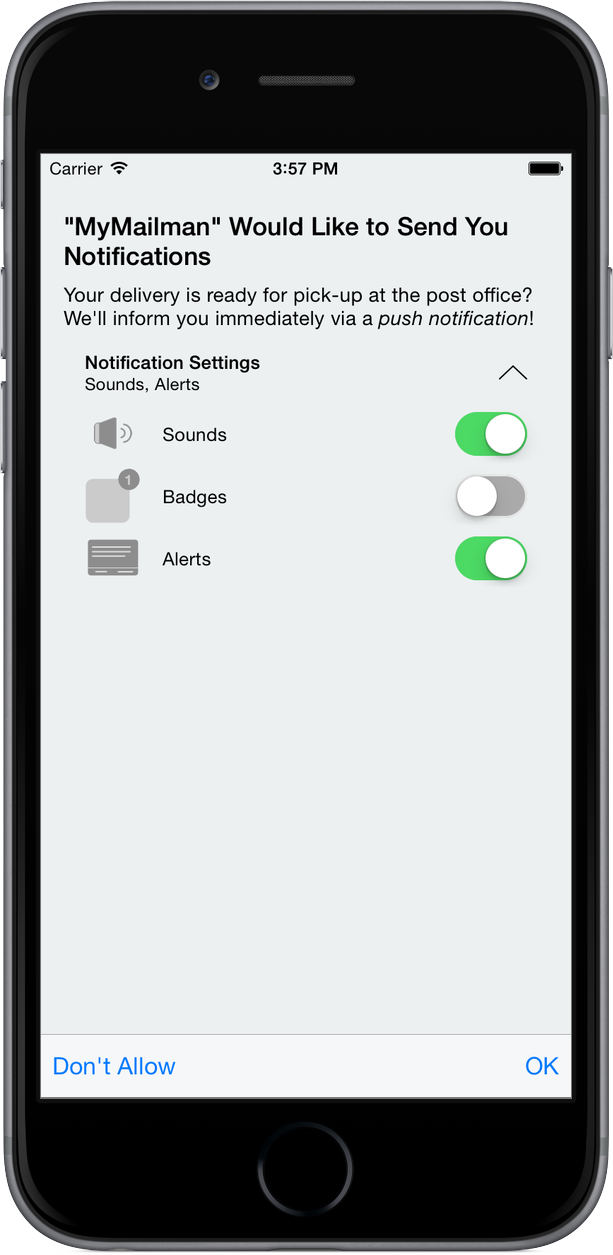 Carrier 3:57 PM
"MyMailman" Would Like to Send You
Notifications
Your delivery is ready for pick-up at the post office?
We'll inform you immediately via a push notification!
Notification Settings
Sounds, Alerts
Sounds
1
Badges
Alerts
Don't Allow OK